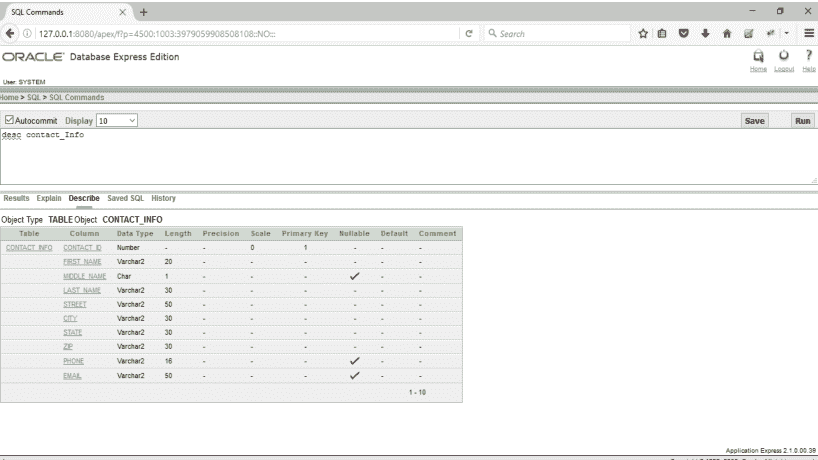 SQL Commands
127.0.0.1:8080/apex/f?p=4500:1003:3979059908508108::NO:::
Search
ORACLE Database Express Edition
User: SYSTEM
Home Logout Help
Home > SQL > SQL Commands
Autocommit Display 10 Save Run
desc contact_Info
Results Explain Describe Saved SQL History
Object Type TABLE Object CONTACT_INFO
Table Column Data Type Length Precision Scale Primary Key Nullable Default Comment
CONTACT_INFO CONTACT_ID Number - - 0 1 - - -
FIRST_NAME Varchar2 20 - - - - - -
MIDDLE_NAME Char 1 - - - ✓ - -
LAST_NAME Varchar2 30 - - - - - -
STREET Varchar2 50 - - - - - -
CITY Varchar2 30 - - - - - -
STATE Varchar2 30 - - - - - -
ZIP Varchar2 30 - - - - - -
PHONE Varchar2 16 - - - ✓ - -
EMAIL Varchar2 50 - - - ✓ - -
1 - 10
Application Express 2.1.0.00.39